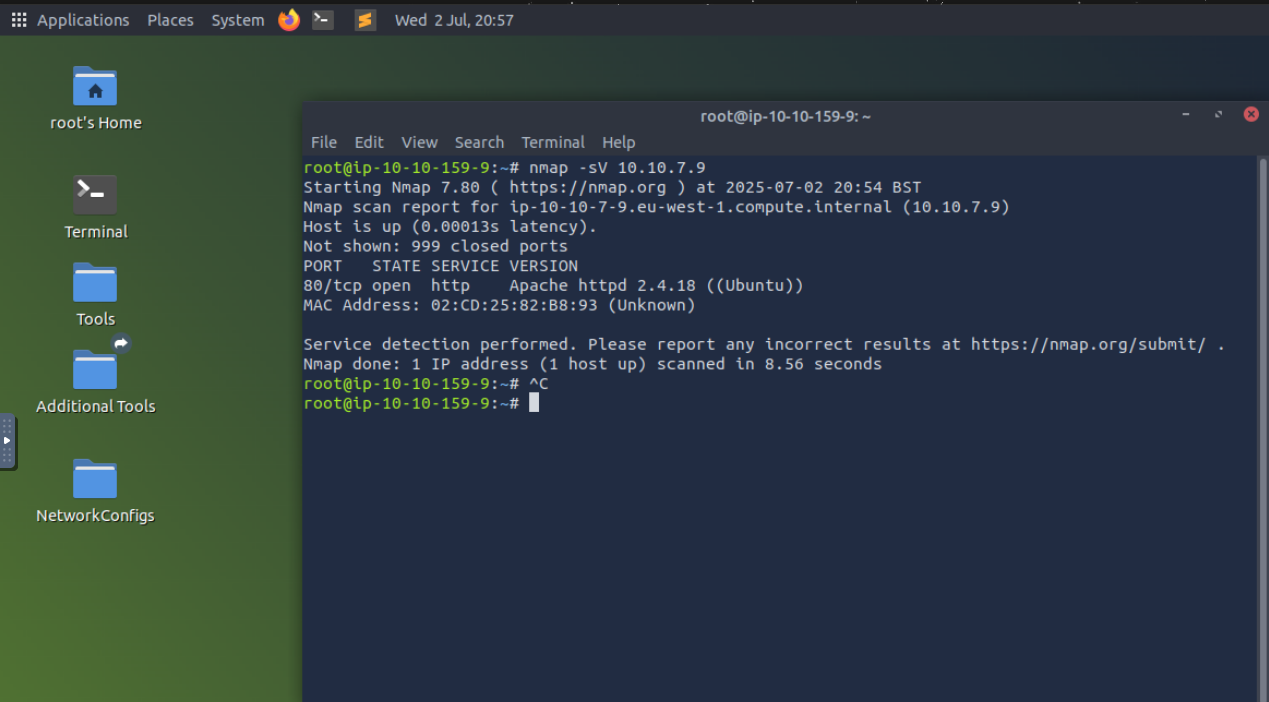 Applications Places System Wed 2 Jul, 20:57
root's Home
Terminal
Tools
Additional Tools
NetworkConfigs
root@ip-10-10-159-9: ~
File Edit View Search Terminal Help
root@ip-10-10-159-9:~# nmap -sV 10.10.7.9
Starting Nmap 7.80 ( https://nmap.org ) at 2025-07-02 20:54 BST
Nmap scan report for ip-10-10-7-9.eu-west-1.compute.internal (10.10.7.9)
Host is up (0.00013s latency).
Not shown: 999 closed ports
PORT   STATE SERVICE VERSION
80/tcp open  http    Apache httpd 2.4.18 ((Ubuntu))
MAC Address: 02:CD:25:82:B8:93 (Unknown)
Service detection performed. Please report any incorrect results at https://nmap.org/submit/ .
Nmap done: 1 IP address (1 host up) scanned in 8.56 seconds
root@ip-10-10-159-9:~# ^C
root@ip-10-10-159-9:~#